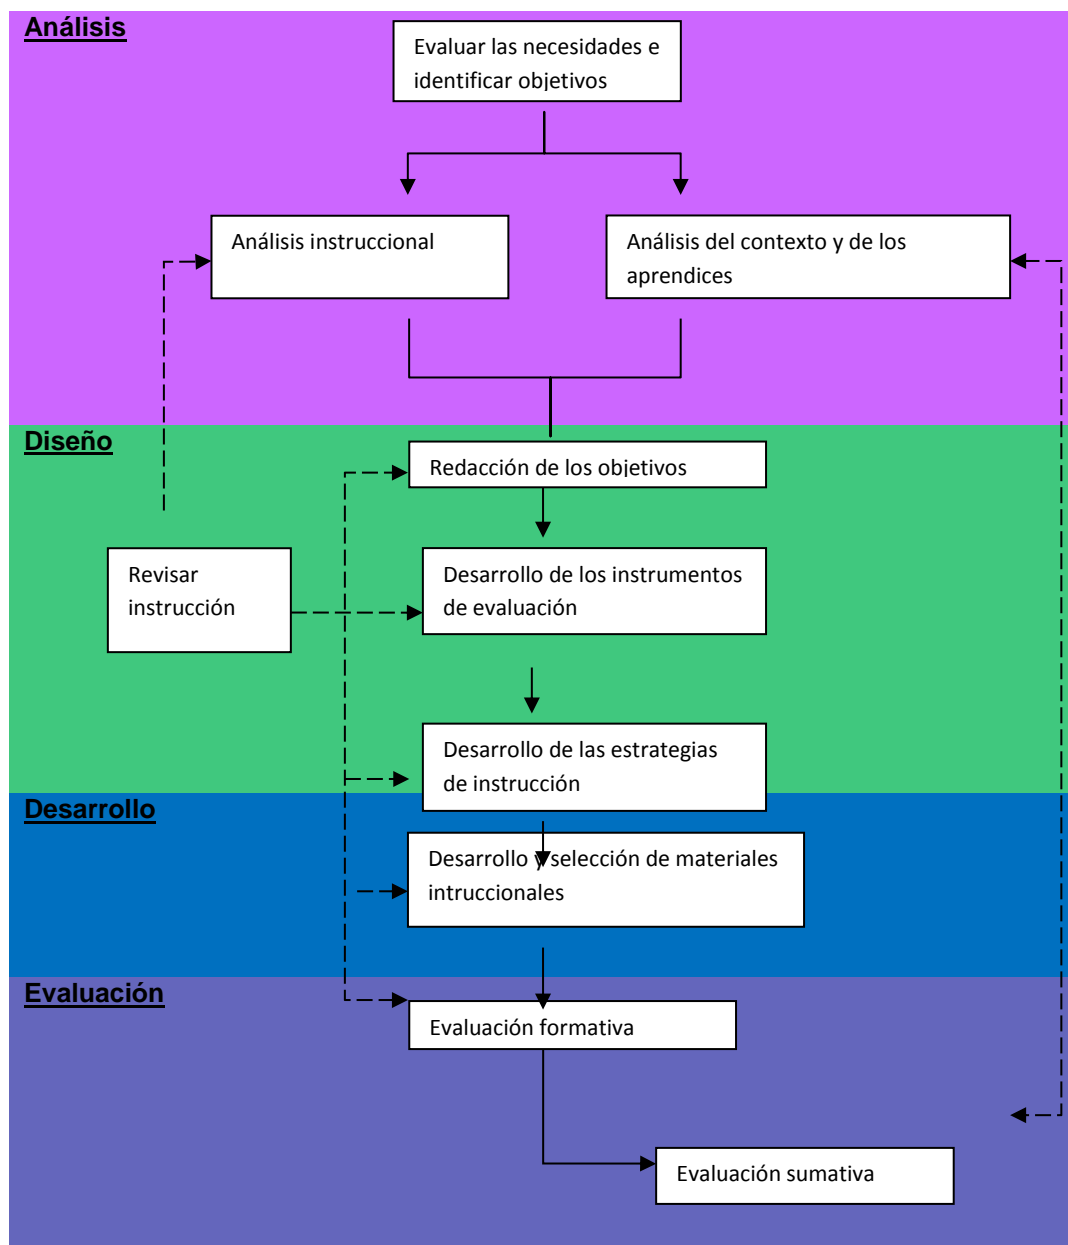 Análisis
Evaluar las necesidades e
identificar objetivos
Análisis instruccional
Análisis del contexto y de los
aprendices
Diseño
Redacción de los objetivos
Revisar
instrucción
Desarrollo de los instrumentos
de evaluación
Desarrollo de las estrategias
de instrucción
Desarrollo
Desarrollo y selección de materiales
intruccionales
Evaluación
Evaluación formativa
Evaluación sumativa